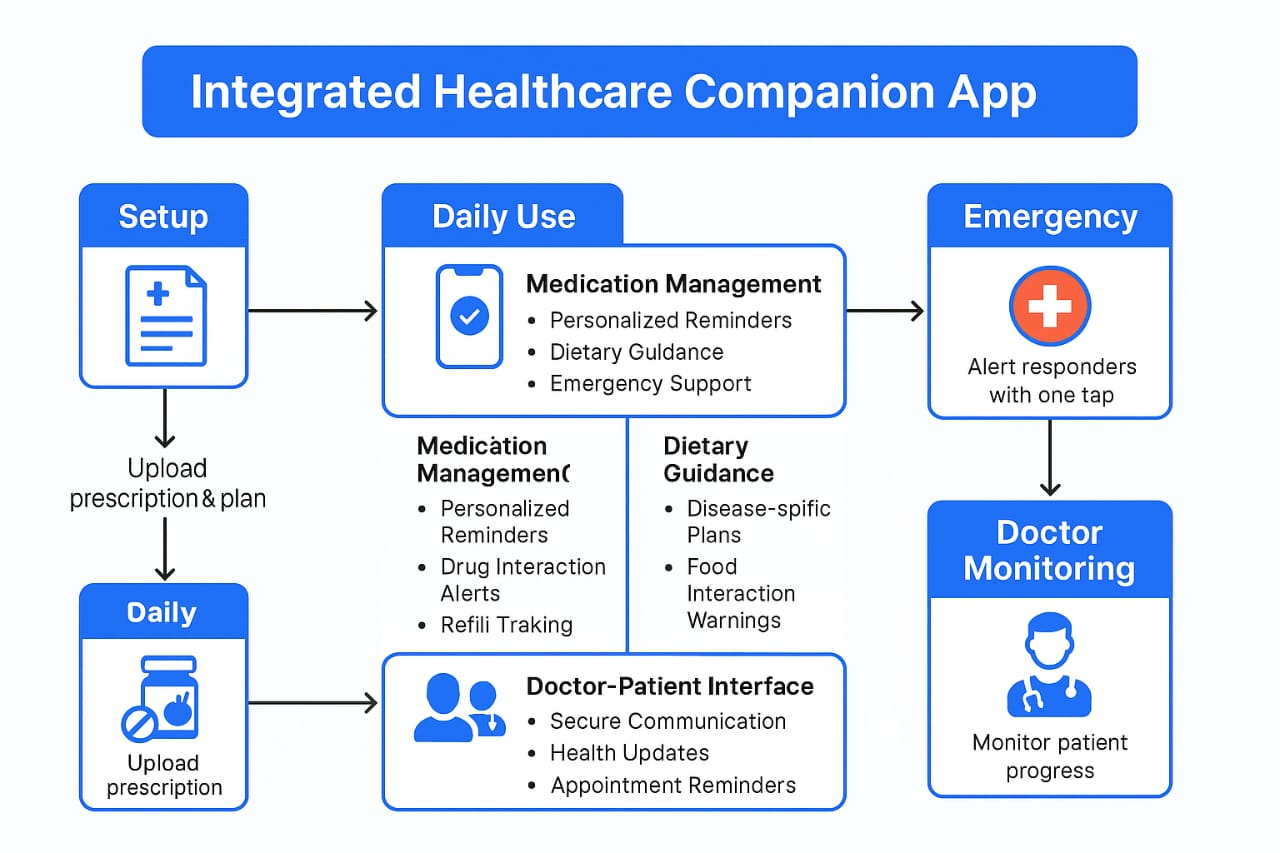 Integrated Healthcare Companion App
Setup
Upload
prescription & plan
Daily
Upload
prescription
Daily Use
Medication Management
• Personalized Reminders
• Dietary Guldance
• Emergency Support
Medication
Management
• Personalized
Reminders
• Drug Interaction
Alerts
• Refili Traking
Dietary
Guidance
• Disease-spific
Plans
• Food
Interaction
Warnings
Doctor-Patient Interface
• Secure Communication
• Health Updates
• Appointment Reminders
Emergency
Alert responders
with one tap
Doctor
Monitoring
Monitor patient
progress